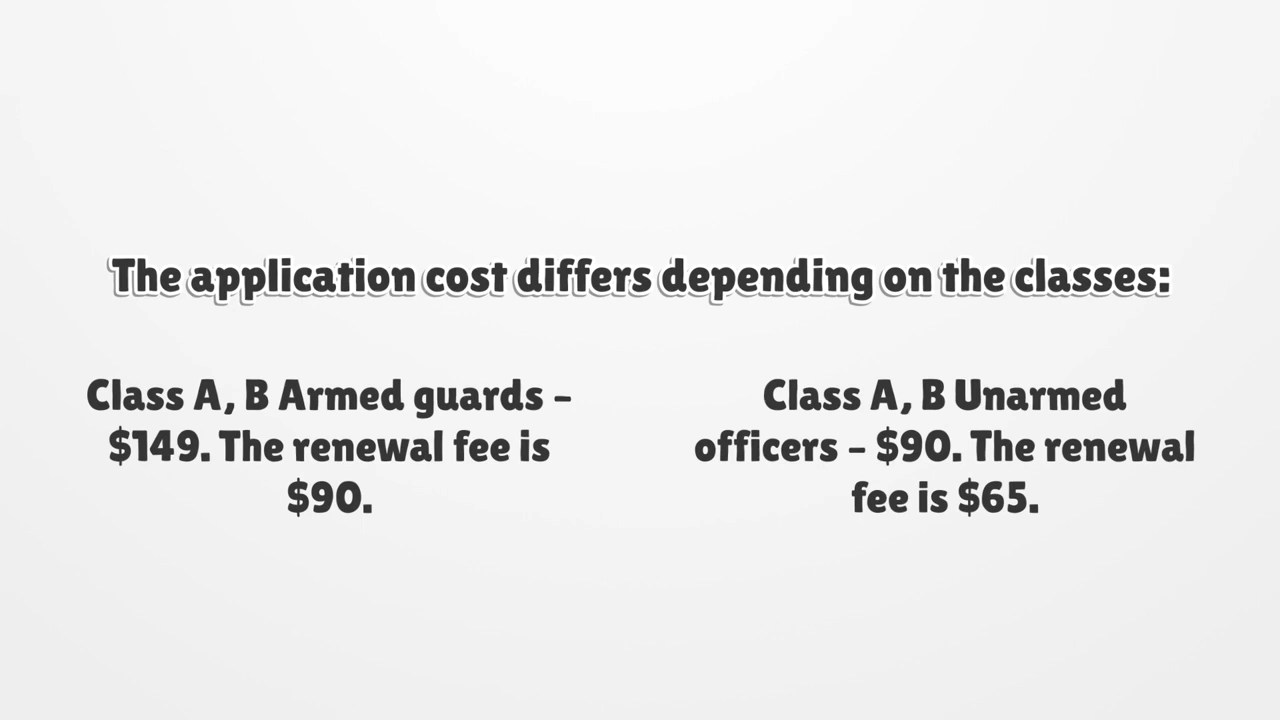 The application cost differs depending on the classes:
Class A, B Armed guards –
$149. The renewal fee is
$90.
Class A, B Unarmed
officers – $90. The renewal
fee is $65.